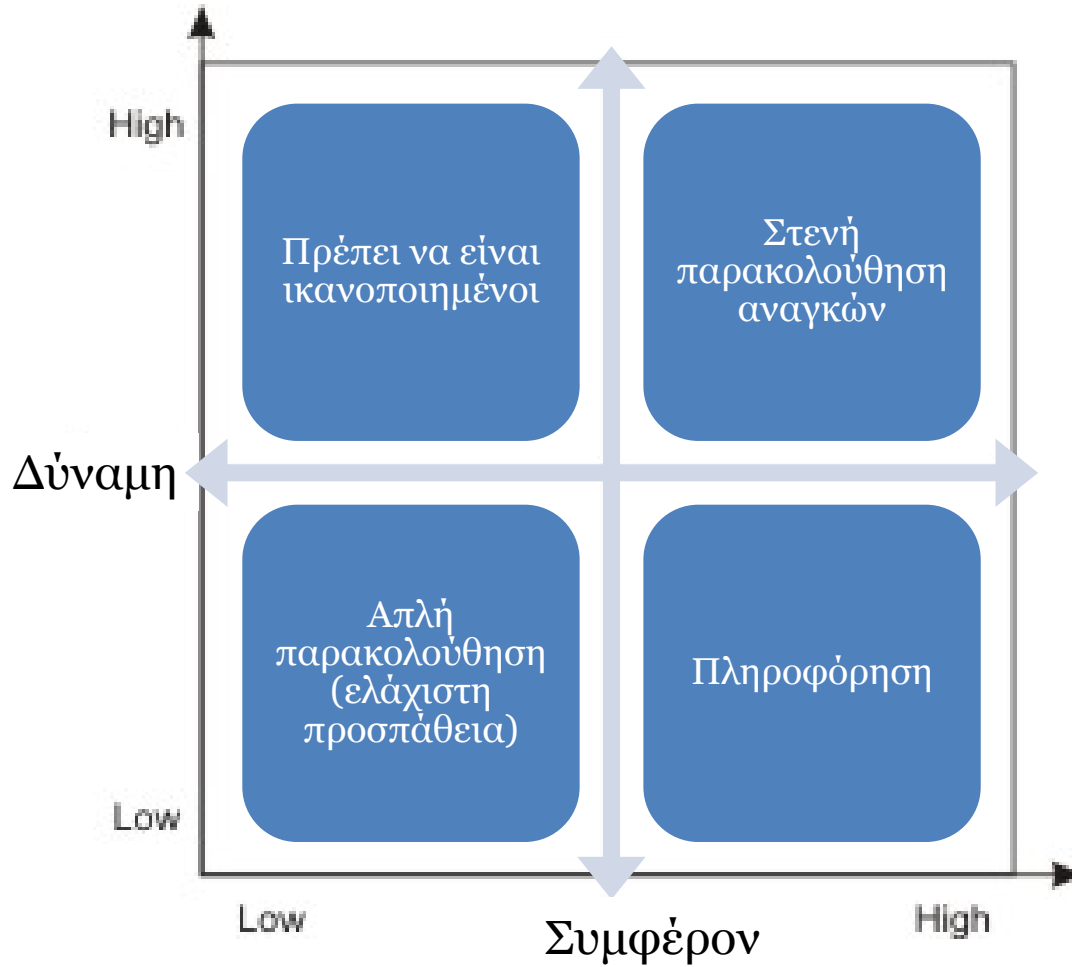 High
Πρέπει να είναι
ικανοποιημένοι
Στενή
παρακολούθηση
αναγκών
Δύναμη
Απλή
παρακολούθηση
(ελάχιστη
προσπάθεια)
Πληροφόρηση
Low
Low
Συμφέρον
High